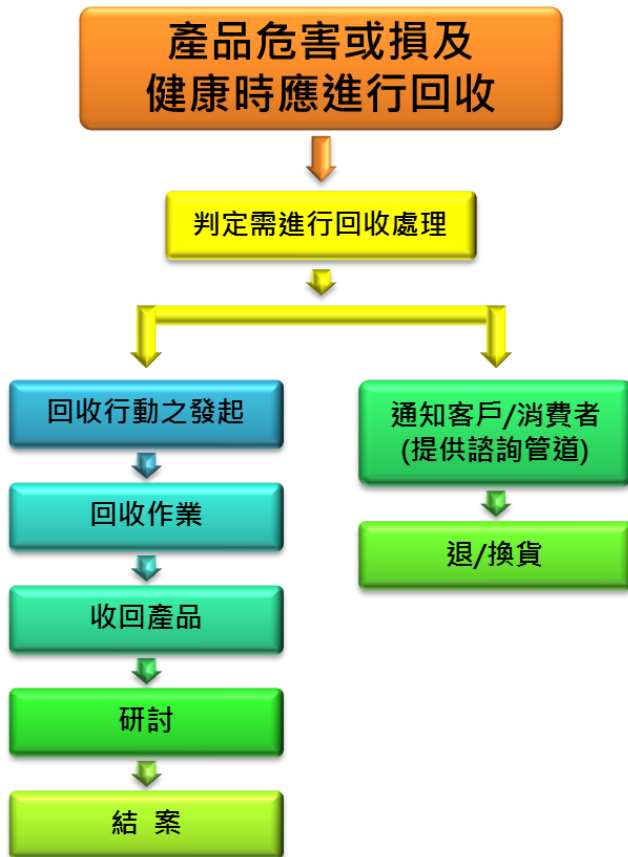 產品危害或損及
健康時應進行回收
判定需進行回收處理
回收行動之發起
回收作業
收回產品
研討
結 案
通知客戶/消費者
(提供諮詢管道)
退/換貨